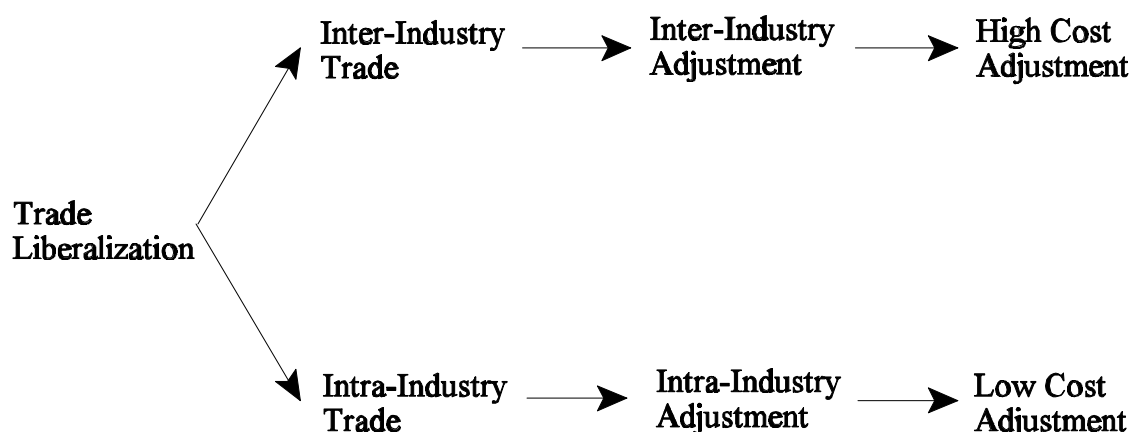 Inter-Industry
Trade
Inter-Industry
Adjustment
High Cost
Adjustment
Trade
Liberalization
Intra-Industry
Trade
Intra-Industry
Adjustment
Low Cost
Adjustment